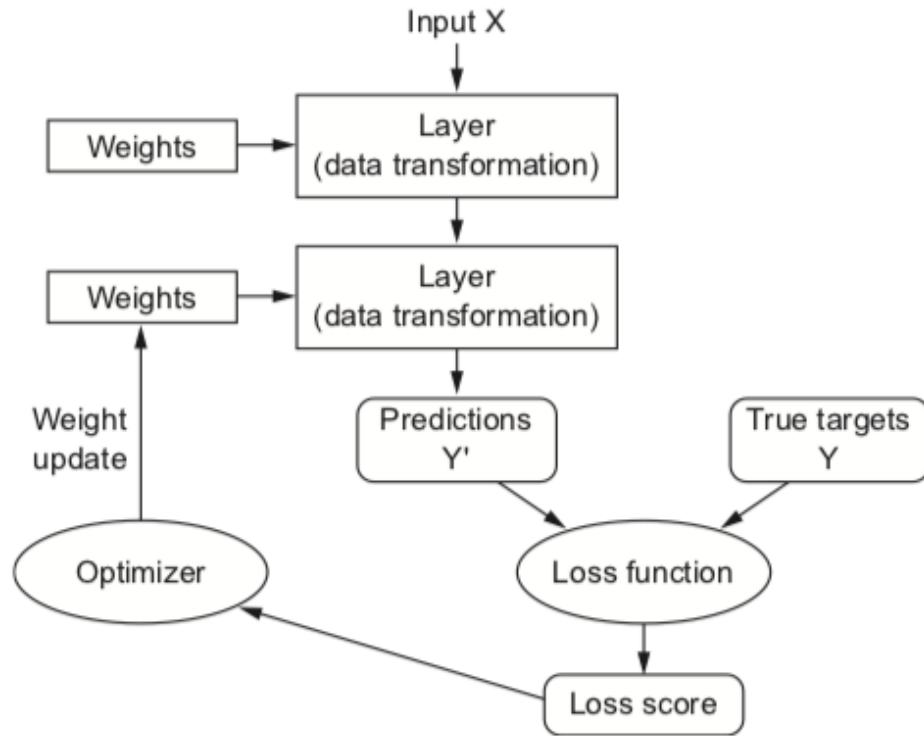 Input X
Layer
(data transformation)
Weights
Layer
(data transformation)
Weights
Predictions
Y'
True targets
Y
Weight
update
Optimizer
Loss function
Loss score